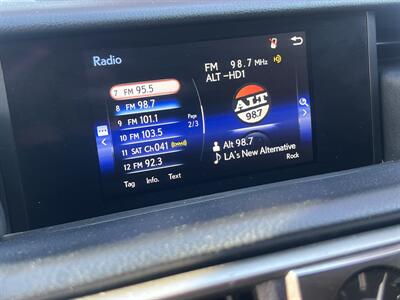 Radio
FM 98.7 MHz
ALT -HD1
7 FM 95.5
8 FM 98.7
9 FM 101.1
10 FM 103.5
11 SAT Ch041
12 FM 92.3
Page
2/3
ALT
98.7
Alt 98.7
LA's New Alternative
Rock
Tag Info. Text